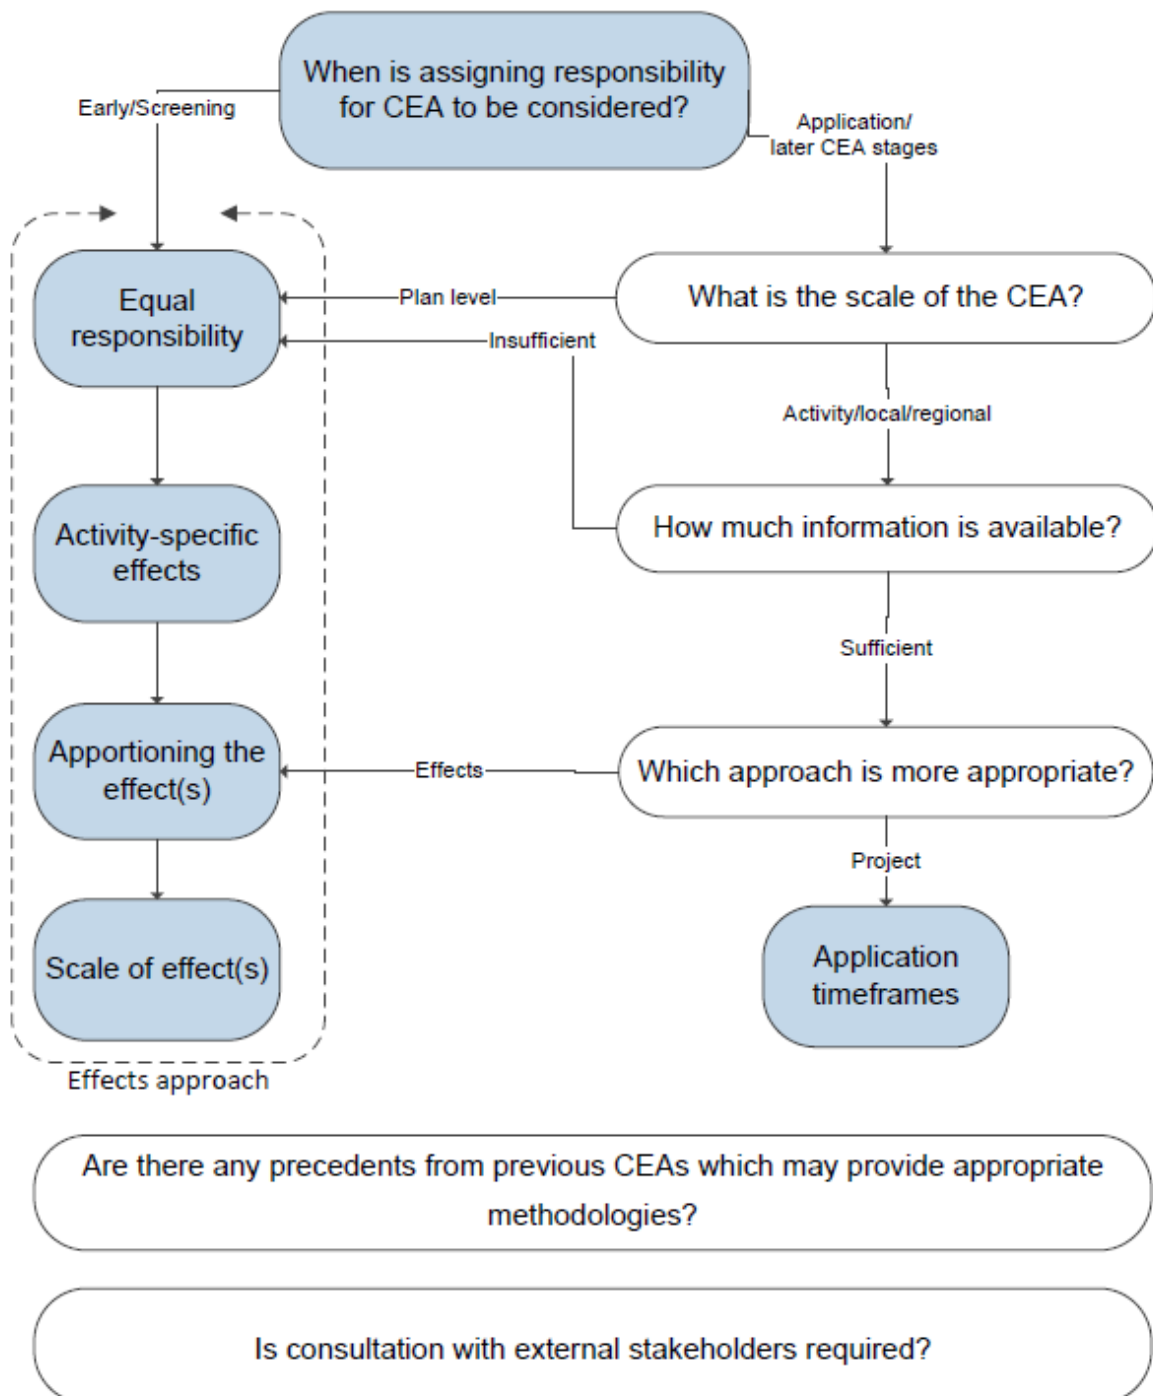 When is assigning responsibility
for CEA to be considered?
Early/Screening
Application/
later CEA stages
Equal
responsibility
Plan level
What is the scale of the CEA?
Insufficient
Activity/local/regional
Activity-specific
effects
How much information is available?
Sufficient
Apportioning the
effect(s)
Effects
Which approach is more appropriate?
Project
Scale of effect(s)
Application
timeframes
Effects approach
Are there any precedents from previous CEAs which may provide appropriate
methodologies?
Is consultation with external stakeholders required?